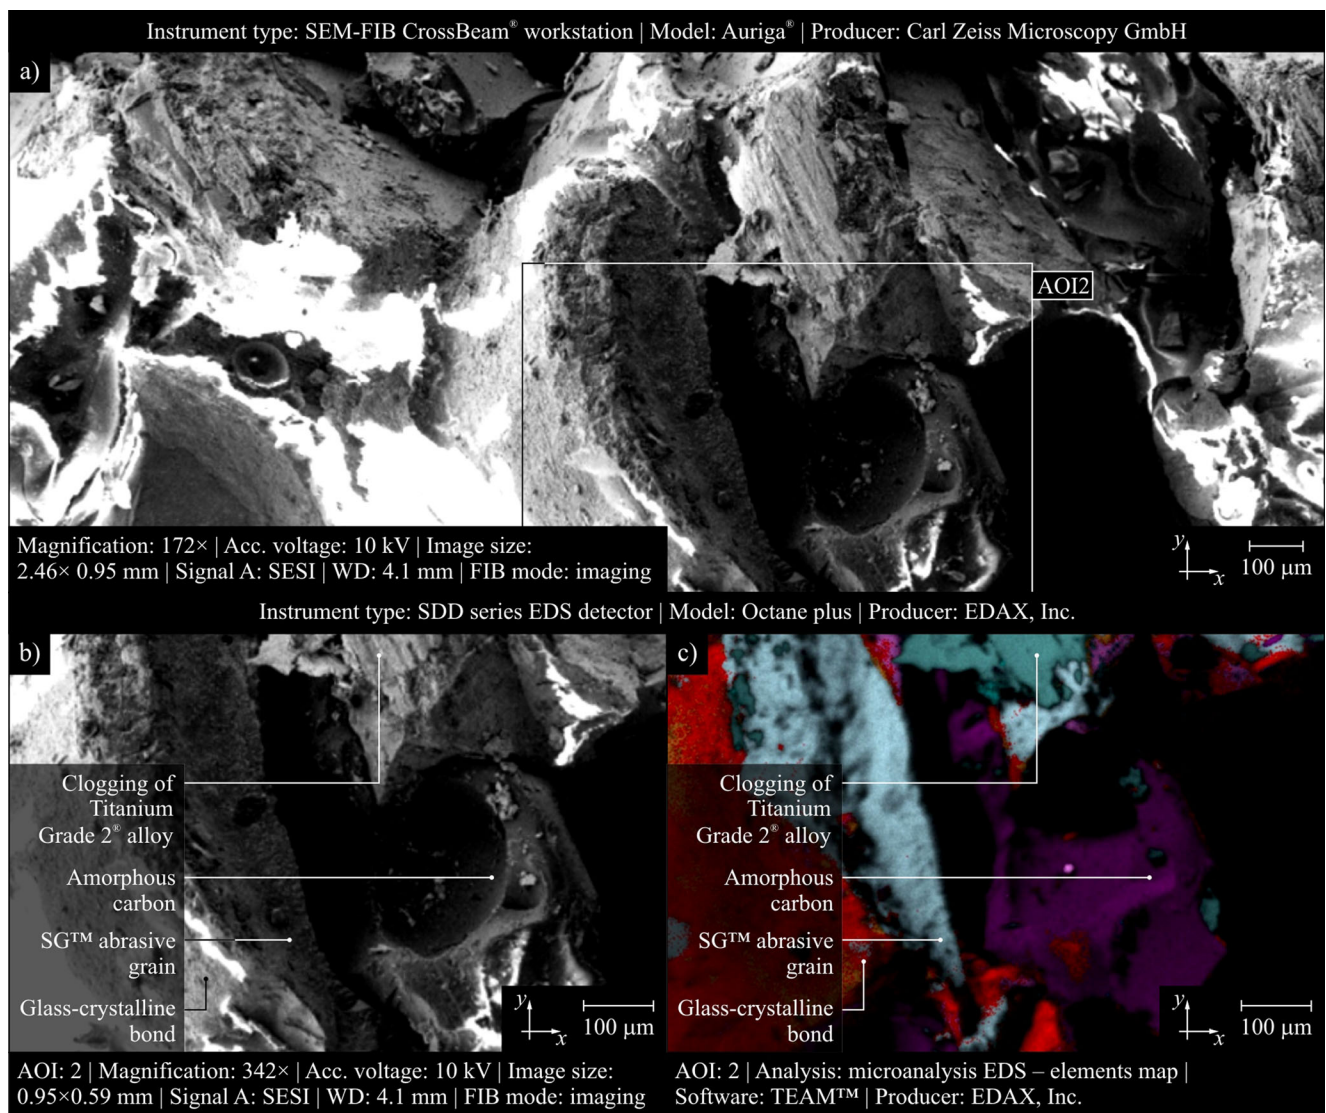 Instrument type: SEM-FIB CrossBeam® workstation | Model: Auriga® | Producer: Carl Zeiss Microscopy GmbH
a)
AOI2
Magnification: 172× | Acc. voltage: 10 kV | Image size:
2.46× 0.95 mm | Signal A: SESI | WD: 4.1 mm | FIB mode: imaging
y
x
100 μm
Instrument type: SDD series EDS detector | Model: Octane plus | Producer: EDAX, Inc.
b)
Clogging of
Titanium
Grade 2® alloy
Amorphous
carbon
SG™ abrasive
grain
Glass-crystalline
bond
y
x
100 μm
AOI: 2 | Magnification: 342× | Acc. voltage: 10 kV | Image size:
0.95×0.59 mm | Signal A: SESI | WD: 4.1 mm | FIB mode: imaging
c)
Clogging of
Titanium
Grade 2® alloy
Amorphous
carbon
SG™ abrasive
grain
Glass-crystalline
bond
y
x
100 μm
AOI: 2 | Analysis: microanalysis EDS – elements map |
Software: TEAM™ | Producer: EDAX, Inc.